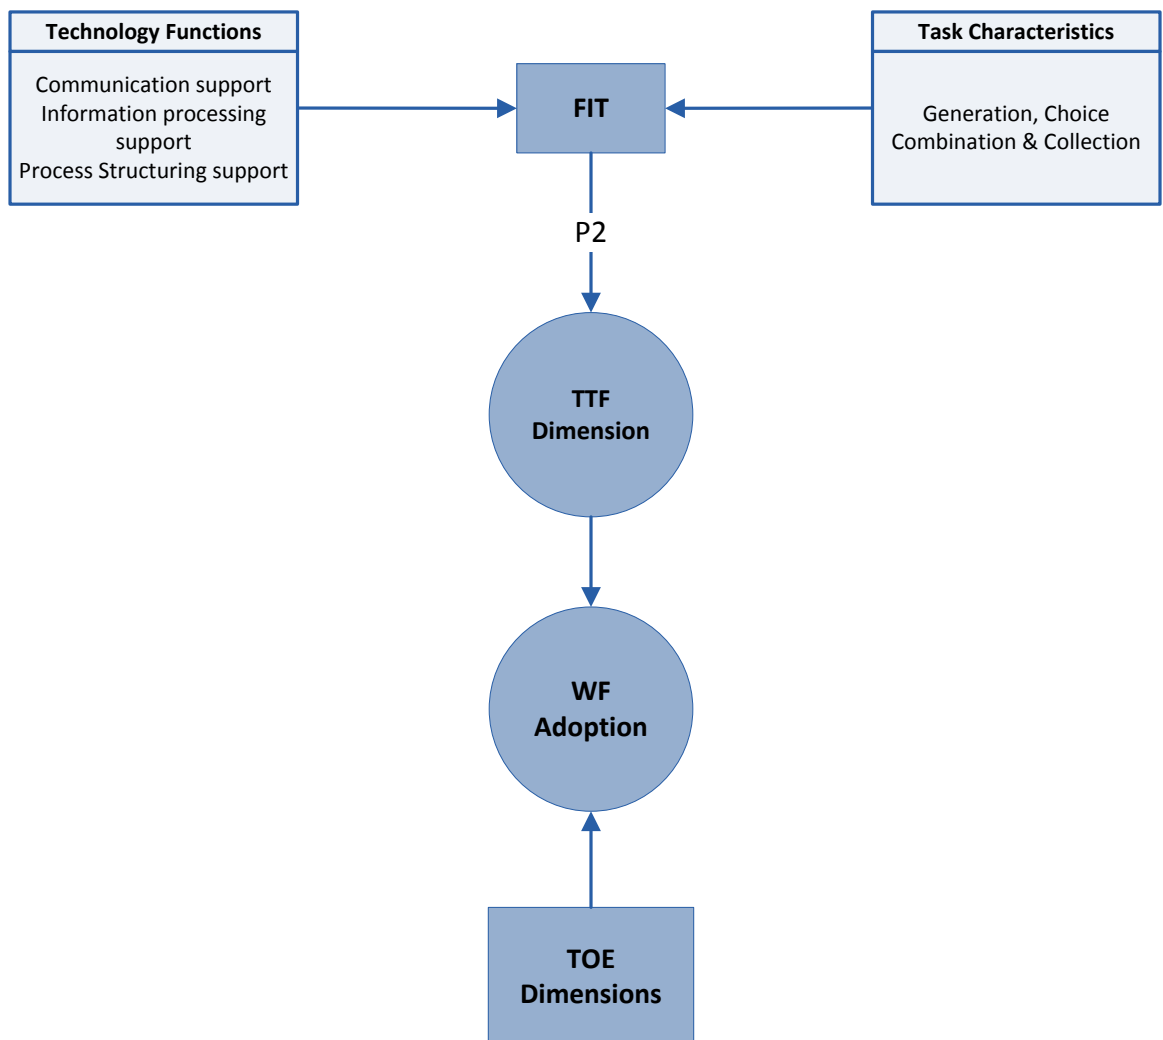 Technology Functions
Communication support
Information processing
support
Process Structuring support
FIT
Task Characteristics
Generation, Choice
Combination & Collection
P2
TTF
Dimension
WF
Adoption
TOE
Dimensions